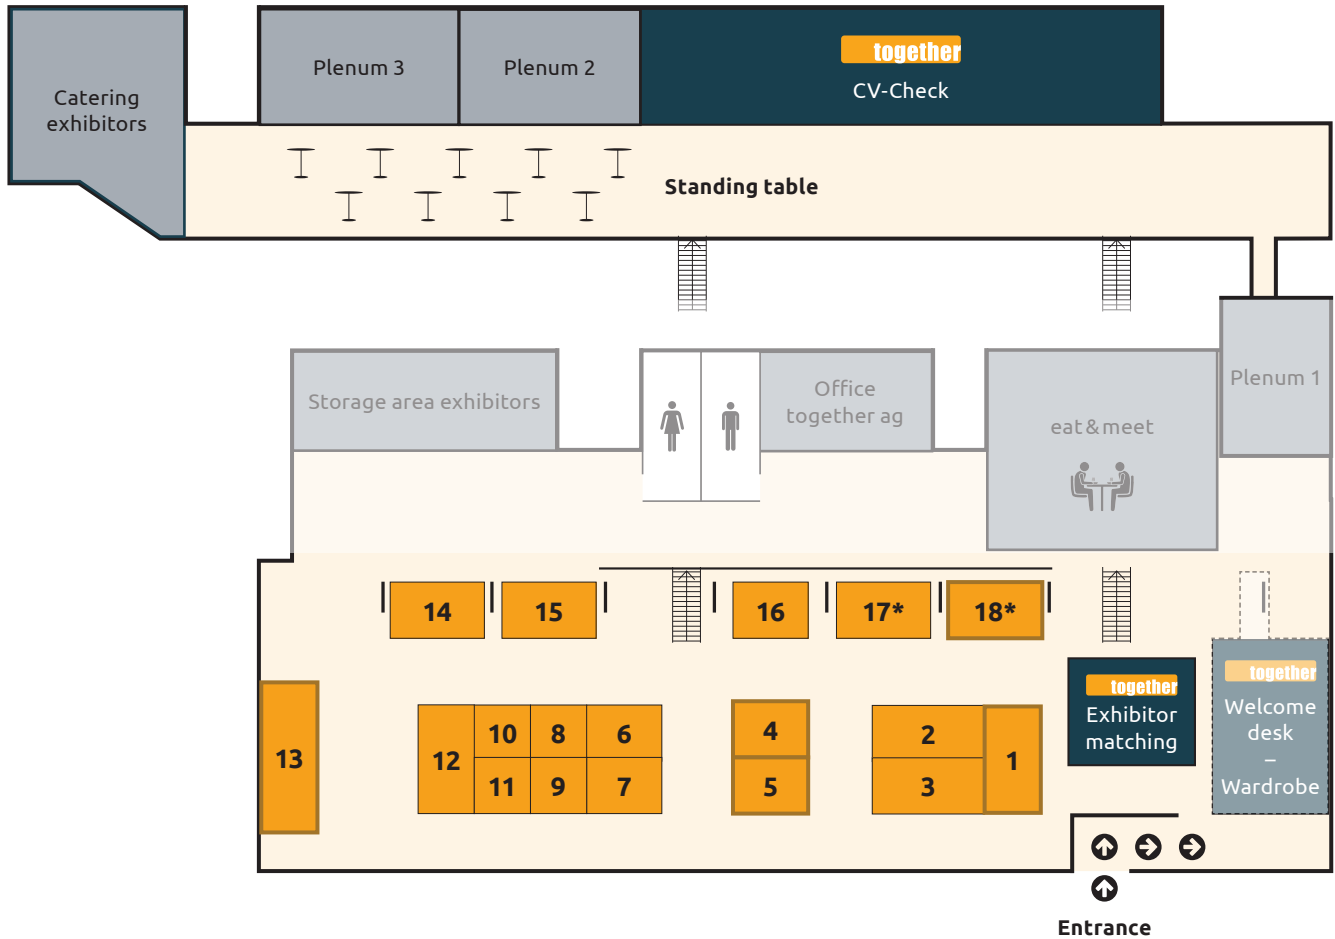 together
Plenum 3
Plenum 2
CV-Check
Catering
exhibitors
Standing table
Plenum 1
Storage area exhibitors
Office
together ag
eat & meet
14
15
16
17*
18*
together
Exhibitor
matching
together
Welcome
desk
–
Wardrobe
13
12
10
8
6
11
9
7
4
5
2
3
1
Entrance